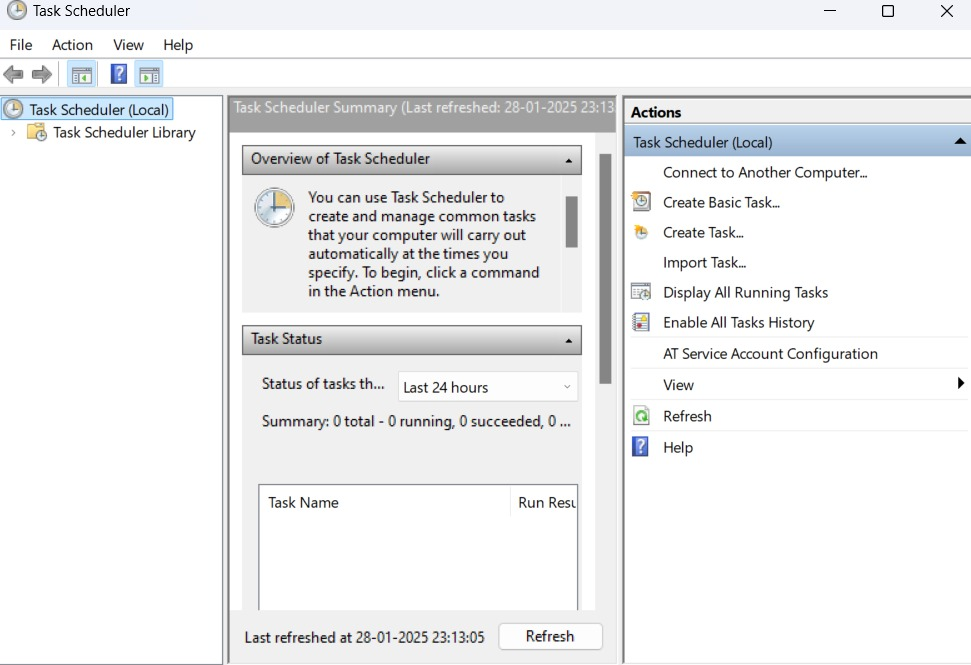 Task Scheduler
File Action View Help
Task Scheduler (Local)
Task Scheduler Library
Task Scheduler Summary (Last refreshed: 28-01-2025 23:13
Overview of Task Scheduler
You can use Task Scheduler to
create and manage common tasks
that your computer will carry out
automatically at the times you
specify. To begin, click a command
in the Action menu.
Task Status
Status of tasks th... Last 24 hours
Summary: 0 total - 0 running, 0 succeeded, 0 ...
Task Name Run Resu
Last refreshed at 28-01-2025 23:13:05 Refresh
Actions
Task Scheduler (Local)
Connect to Another Computer...
Create Basic Task...
Create Task...
Import Task...
Display All Running Tasks
Enable All Tasks History
AT Service Account Configuration
View
Refresh
Help